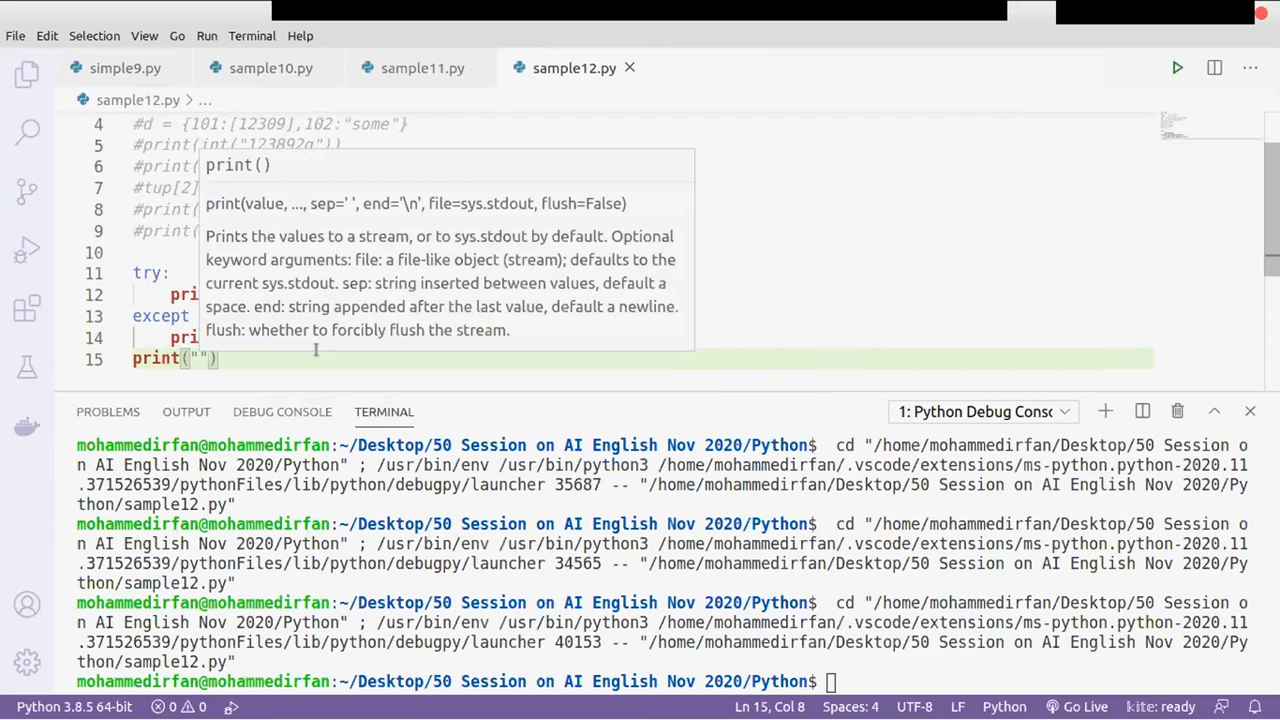 File Edit Selection View Go Run Terminal Help
simple9.py sample10.py sample11.py sample12.py
sample12.py > ...
4 #d = {101:[12309],102:"some"}
5 #print(int("123892g"))
6 #print(
7 #tup[2]
8 #print(
9 #print(
10
11 try:
12 pri
13 except
14 pri
15 print("")
print()
print(value, ..., sep=' ', end='\n', file=sys.stdout, flush=False)
Prints the values to a stream, or to sys.stdout by default. Optional
keyword arguments: file: a file-like object (stream); defaults to the
current sys.stdout. sep: string inserted between values, default a
space. end: string appended after the last value, default a newline.
flush: whether to forcibly flush the stream.
PROBLEMS OUTPUT DEBUG CONSOLE TERMINAL 1: Python Debug Consc
mohammedirfan@mohammedirfan:~/Desktop/50 Session on AI English Nov 2020/Python$ cd "/home/mohammedirfan/Desktop/50 Session o
n AI English Nov 2020/Python" ; /usr/bin/env /usr/bin/python3 /home/mohammedirfan/.vscode/extensions/ms-python.python-2020.11
.371526539/pythonFiles/lib/python/debugpy/launcher 35687 -- "/home/mohammedirfan/Desktop/50 Session on AI English Nov 2020/Py
thon/sample12.py"
mohammedirfan@mohammedirfan:~/Desktop/50 Session on AI English Nov 2020/Python$ cd "/home/mohammedirfan/Desktop/50 Session o
n AI English Nov 2020/Python" ; /usr/bin/env /usr/bin/python3 /home/mohammedirfan/.vscode/extensions/ms-python.python-2020.11
.371526539/pythonFiles/lib/python/debugpy/launcher 34565 -- "/home/mohammedirfan/Desktop/50 Session on AI English Nov 2020/Py
thon/sample12.py"
mohammedirfan@mohammedirfan:~/Desktop/50 Session on AI English Nov 2020/Python$ cd "/home/mohammedirfan/Desktop/50 Session o
n AI English Nov 2020/Python" ; /usr/bin/env /usr/bin/python3 /home/mohammedirfan/.vscode/extensions/ms-python.python-2020.11
.371526539/pythonFiles/lib/python/debugpy/launcher 40153 -- "/home/mohammedirfan/Desktop/50 Session on AI English Nov 2020/Py
thon/sample12.py"
mohammedirfan@mohammedirfan:~/Desktop/50 Session on AI English Nov 2020/Python$
Python 3.8.5 64-bit 0 0 Ln 15, Col 8 Spaces: 4 UTF-8 LF Python Go Live kite: ready